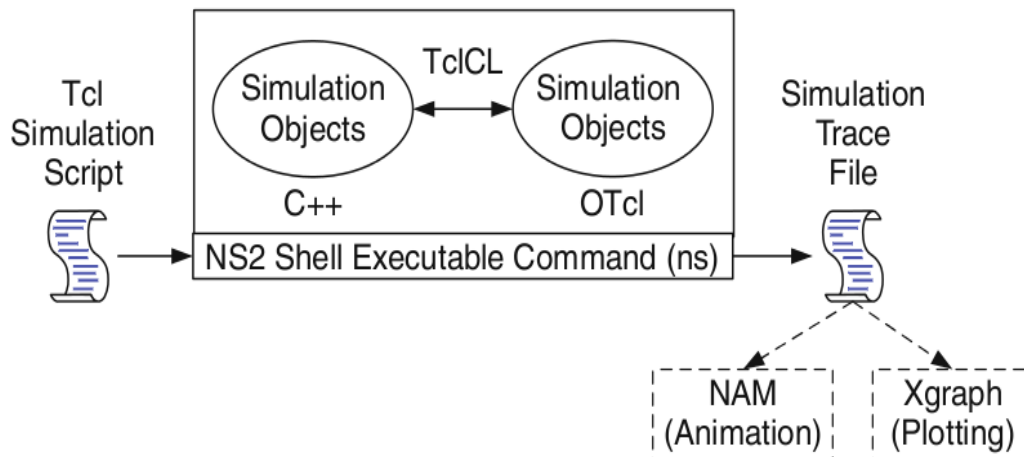 Tcl
Simulation
Script
Simulation
Objects
C++
TclCL
Simulation
Objects
OTcl
NS2 Shell Executable Command (ns)
Simulation
Trace
File
NAM
(Animation)
Xgraph
(Plotting)